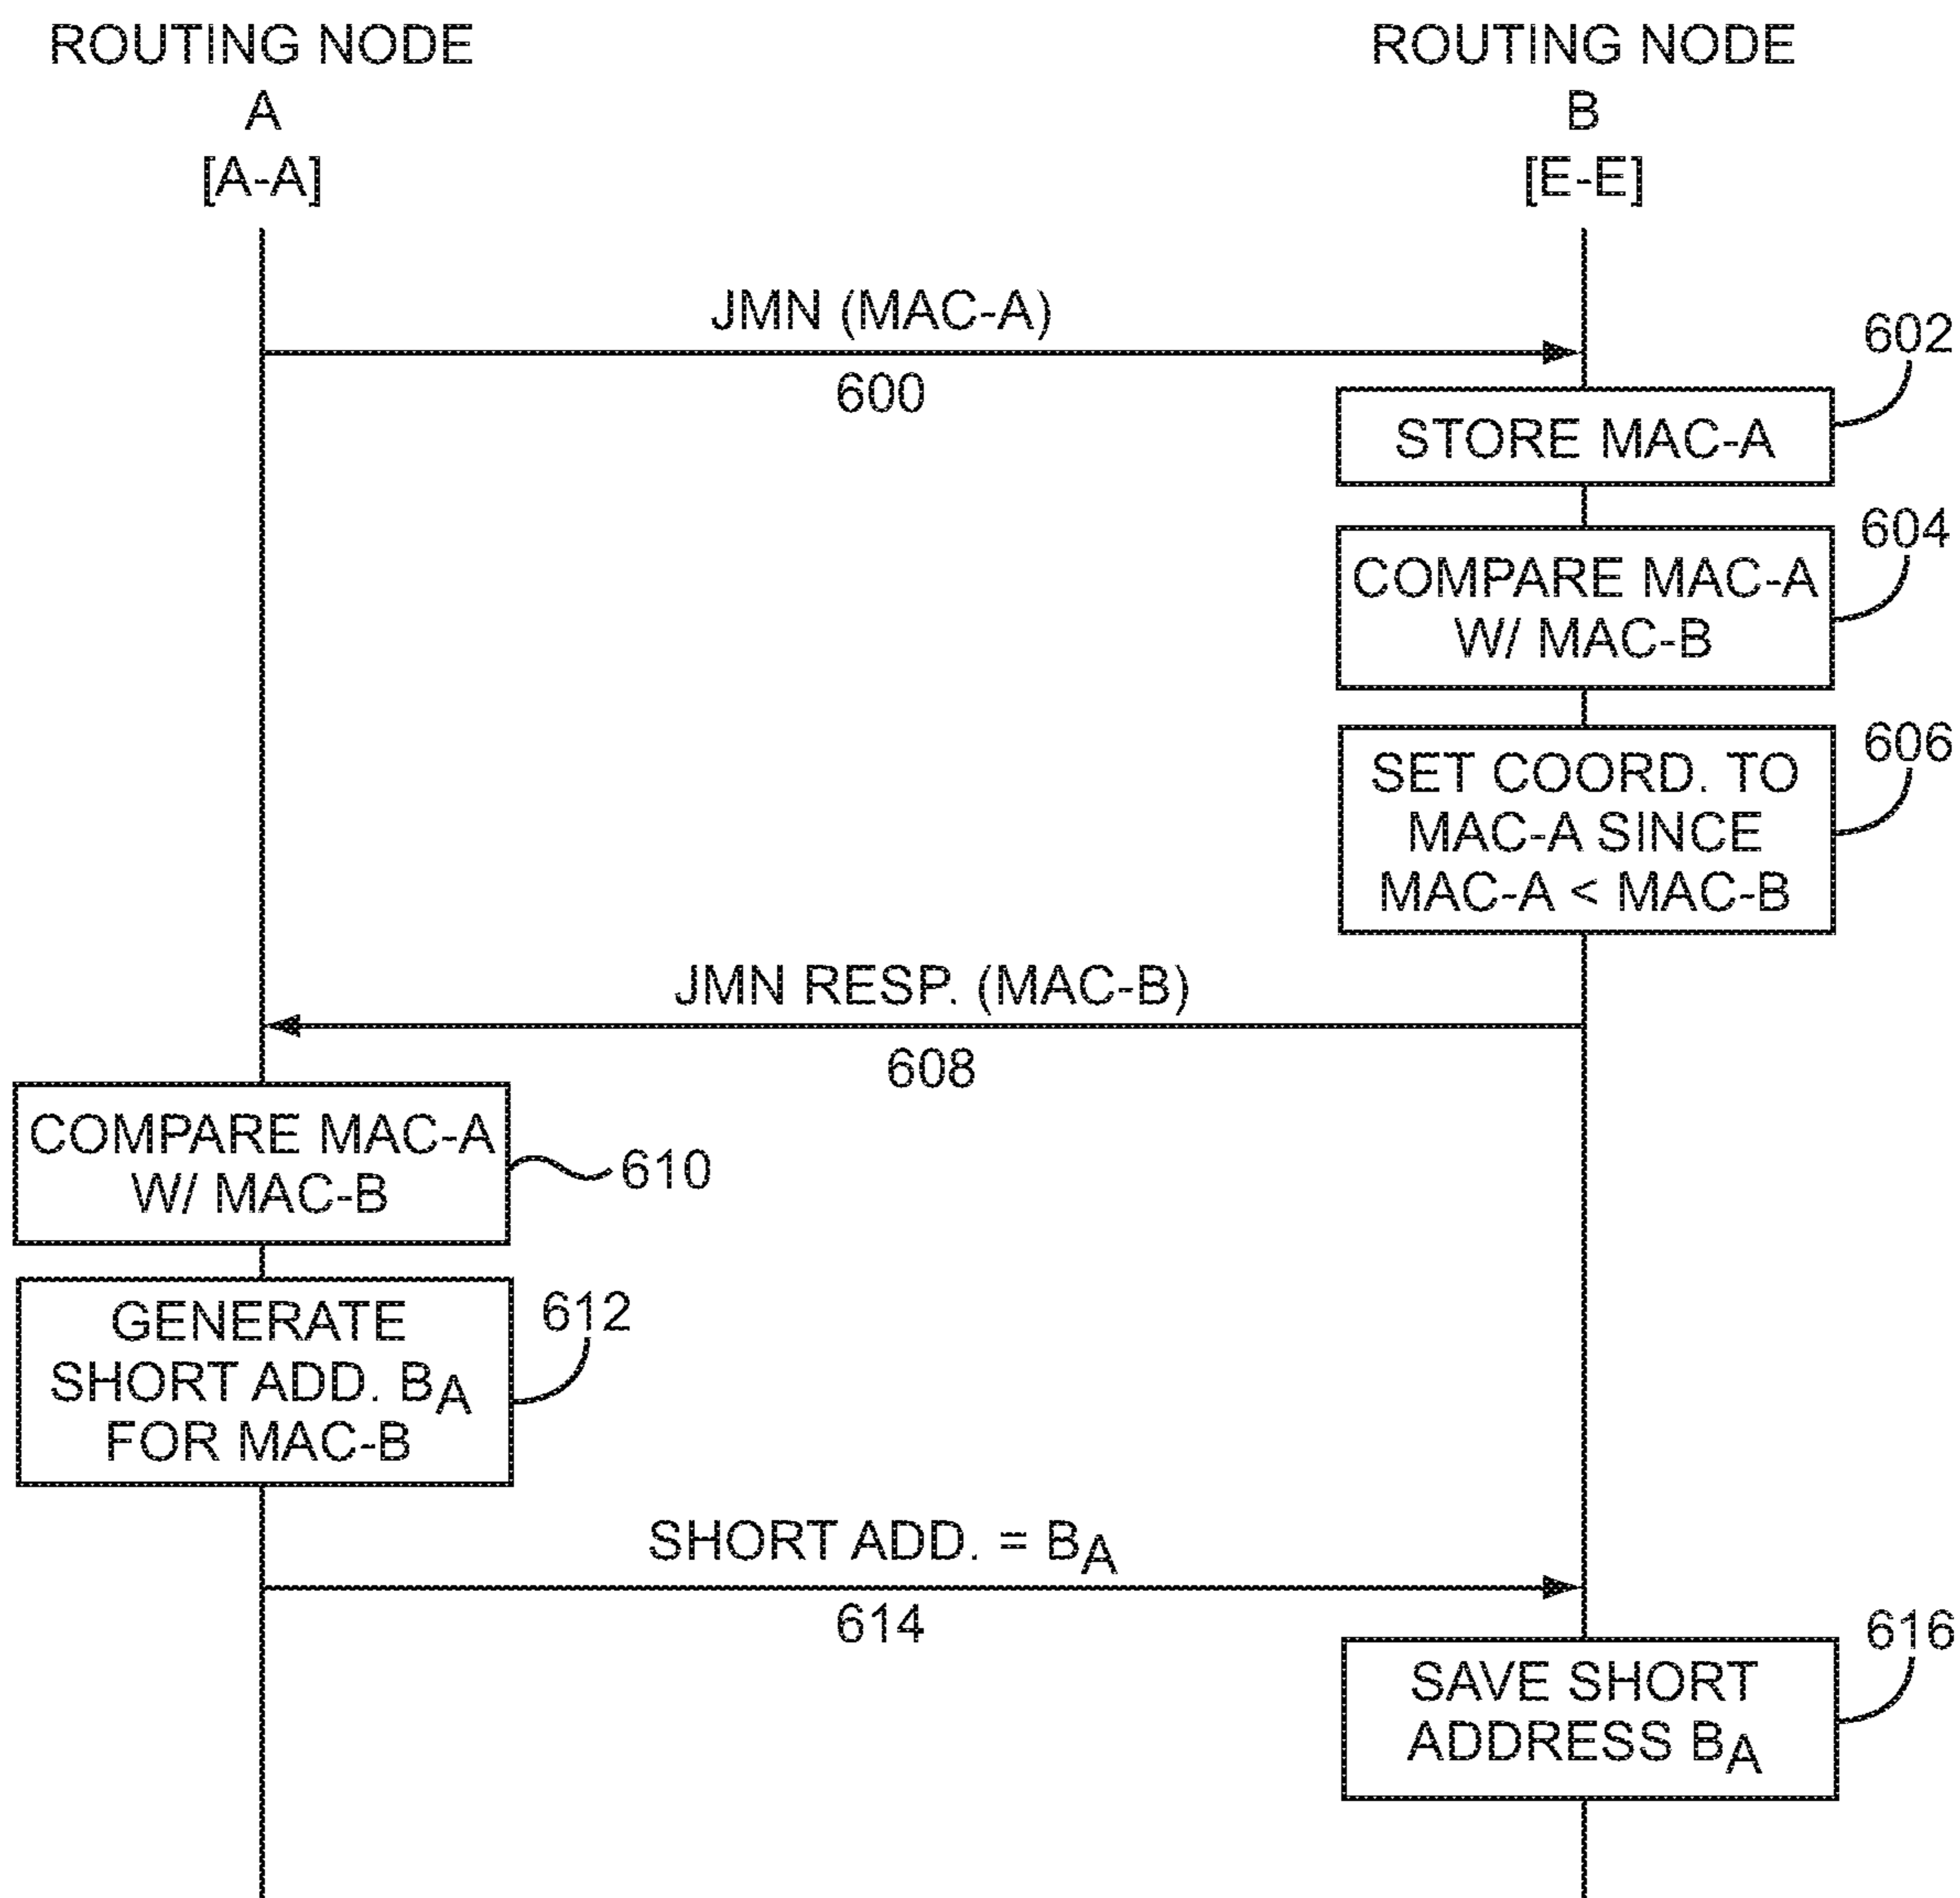 ROUTING NODE
A
[A-A]
ROUTING NODE
B
[E-E]
JMN (MAC-A)
600
602
STORE MAC-A
604
COMPARE MAC-A
W/ MAC-B
606
SET COORD. TO
MAC-A SINCE
MAC-A < MAC-B
JMN RESP. (MAC-B)
608
COMPARE MAC-A
W/ MAC-B
610
GENERATE
SHORT ADD. BA
FOR MAC-B
612
SHORT ADD. = BA
614
616
SAVE SHORT
ADDRESS BA